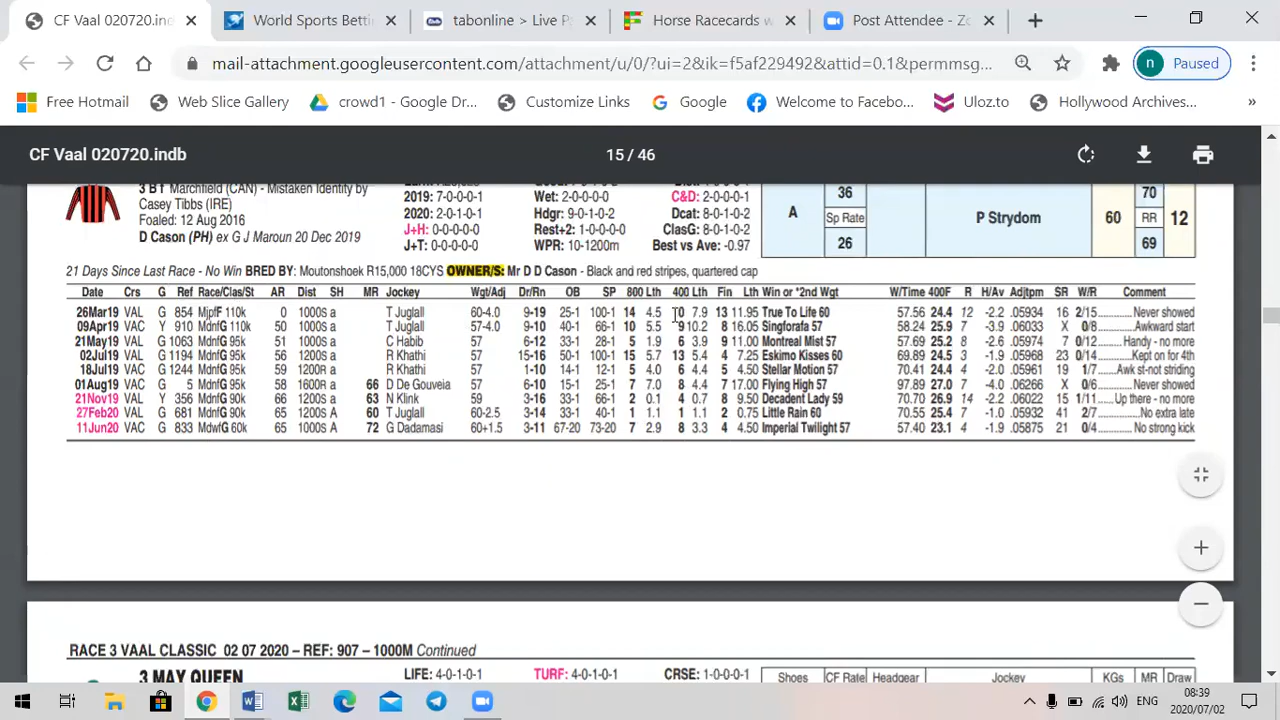 CF Vaal 020720.ind
World Sports Bett
tabonline > Live P
Horse Racecards w
Post Attendee - Zo
mail-attachment.googleusercontent.com/attachment/u/0/?ui=2&ik=f5af229492&attid=0.1&permmsg...
Paused
Free Hotmail
Web Slice Gallery
crowd1 - Google Dr...
Customize Links
Google
Welcome to Facebo...
Uloz.to
Hollywood Archives...
CF Vaal 020720.indb
15 / 46
3 B f Marchfield (CAN) - Mistaken Identity by
Casey Tibbs (IRE)
Foaled: 12 Aug 2016
D Cason (PH) ex G J Maroun 20 Dec 2019
2019: 7-0-0-0-0 Wet: 2-0-0-0-0 C&D: 2-0-0-0-1
2020: 2-0-1-0-1 Hdgr: 9-0-1-0-2 Dcat: 8-0-1-0-2
J+H: 0-0-0-0-0 Rest+2: 1-0-0-0-0 ClasG: 8-0-1-0-2
J+T: 0-0-0-0-0 WPR: 10-1200m Best vs Ave: -0.97
A 36 Sp Rate 26 P Strydom 60 70 RR 69 12
21 Days Since Last Race - No Win BRED BY: Moutonshoek R15,000 18CYS OWNER/S: Mr D D Cason - Black and red stripes, quartered cap
Date Crs G Ref Race/Clas/St AR Dist SH MR Jockey Wgt/Adj Dr/Rn OB SP 800 Lth 400 Lth Fin Lth Win or *2nd Wgt W/Time 400F R H/Av Adjtpm SR W/R Comment
26Mar19 VAL G 854 MjpfF 110k 0 1000S a T Juglall 60-4.0 9-19 25-1 100-1 14 4.5 10 7.9 13 11.95 True To Life 60 57.56 24.4 12 -2.2 .05934 16 2/15 Never showed
09Apr19 VAC Y 910 MdnfG 110k 50 1000S a T Juglall 57-4.0 9-10 40-1 66-1 10 5.5 9 10.2 8 16.05 Singforafa 57 58.24 25.9 7 -3.9 .06033 X 0/8 Awkward start
21May19 VAL G 1063 MdnfG 100k 51 1000S a C Habib 57 6-12 33-1 28-1 5 1.9 6 3.9 9 11.00 Montreal Mist 57 57.69 25.2 8 -2.6 .05974 7 0/12 Handy - no more
02Jul19 VAL G 1194 MdnfG 100k 56 1200S a R Khathi 57 15-16 50-1 100-1 15 5.7 13 5.4 4 7.25 Eskimo Kisses 60 69.89 24.5 3 -1.9 .05968 23 0/14 Kept on for 4th
18Jul19 VAL G 1244 MdnfG 100k 59 1200R a R Khathi 57 1-10 14-1 12-1 5 4.0 6 4.4 5 4.50 Stellar Motion 57 70.41 24.4 4 -2.0 .05961 19 1/7 Awk st-not striding
01Aug19 VAC G 5 MdnfG 90k 58 1600R a 66 D De Gouveia 57 6-10 15-1 25-1 7 7.0 8 4.4 7 17.00 Flying High 57 97.89 27.0 7 -4.0 .06266 X 0/6 Never showed
21Nov19 VAL Y 356 MdnfG 90k 66 1200S a 63 N Klink 57 3-16 33-1 66-1 2 0.1 4 0.7 8 9.50 Decadent Lady 59 70.70 26.9 14 -2.2 .06022 15 1/11 Up there - no more
27Feb20 VAL G 681 MdnfG 90k 65 1200S A 60 T Juglall 60-2.5 3-14 33-1 40-1 1 1.1 1 1.1 2 0.75 Little Rain 60 70.55 25.4 7 -1.0 .05932 41 2/7 No extra late
11Jun20 VAC G 833 MdwfG 60k 65 1000S A 72 G Dadamasi 60+1.5 3-11 67-20 73-20 7 2.9 8 3.3 4 4.50 Imperial Twilight 57 57.40 23.1 4 -1.9 .05875 21 0/4 No strong kick
RACE 3 VAAL CLASSIC 02 07 2020 – REF: 907 – 1000M Continued
3 MAY QUEEN LIFE: 4-0-1-0-1 TURF: 4-0-1-0-1 CRSE: 1-0-0-0-1 Shoes CF Rate Headgear Jockey KGs MR Draw
ENG
08:39
2020/07/02